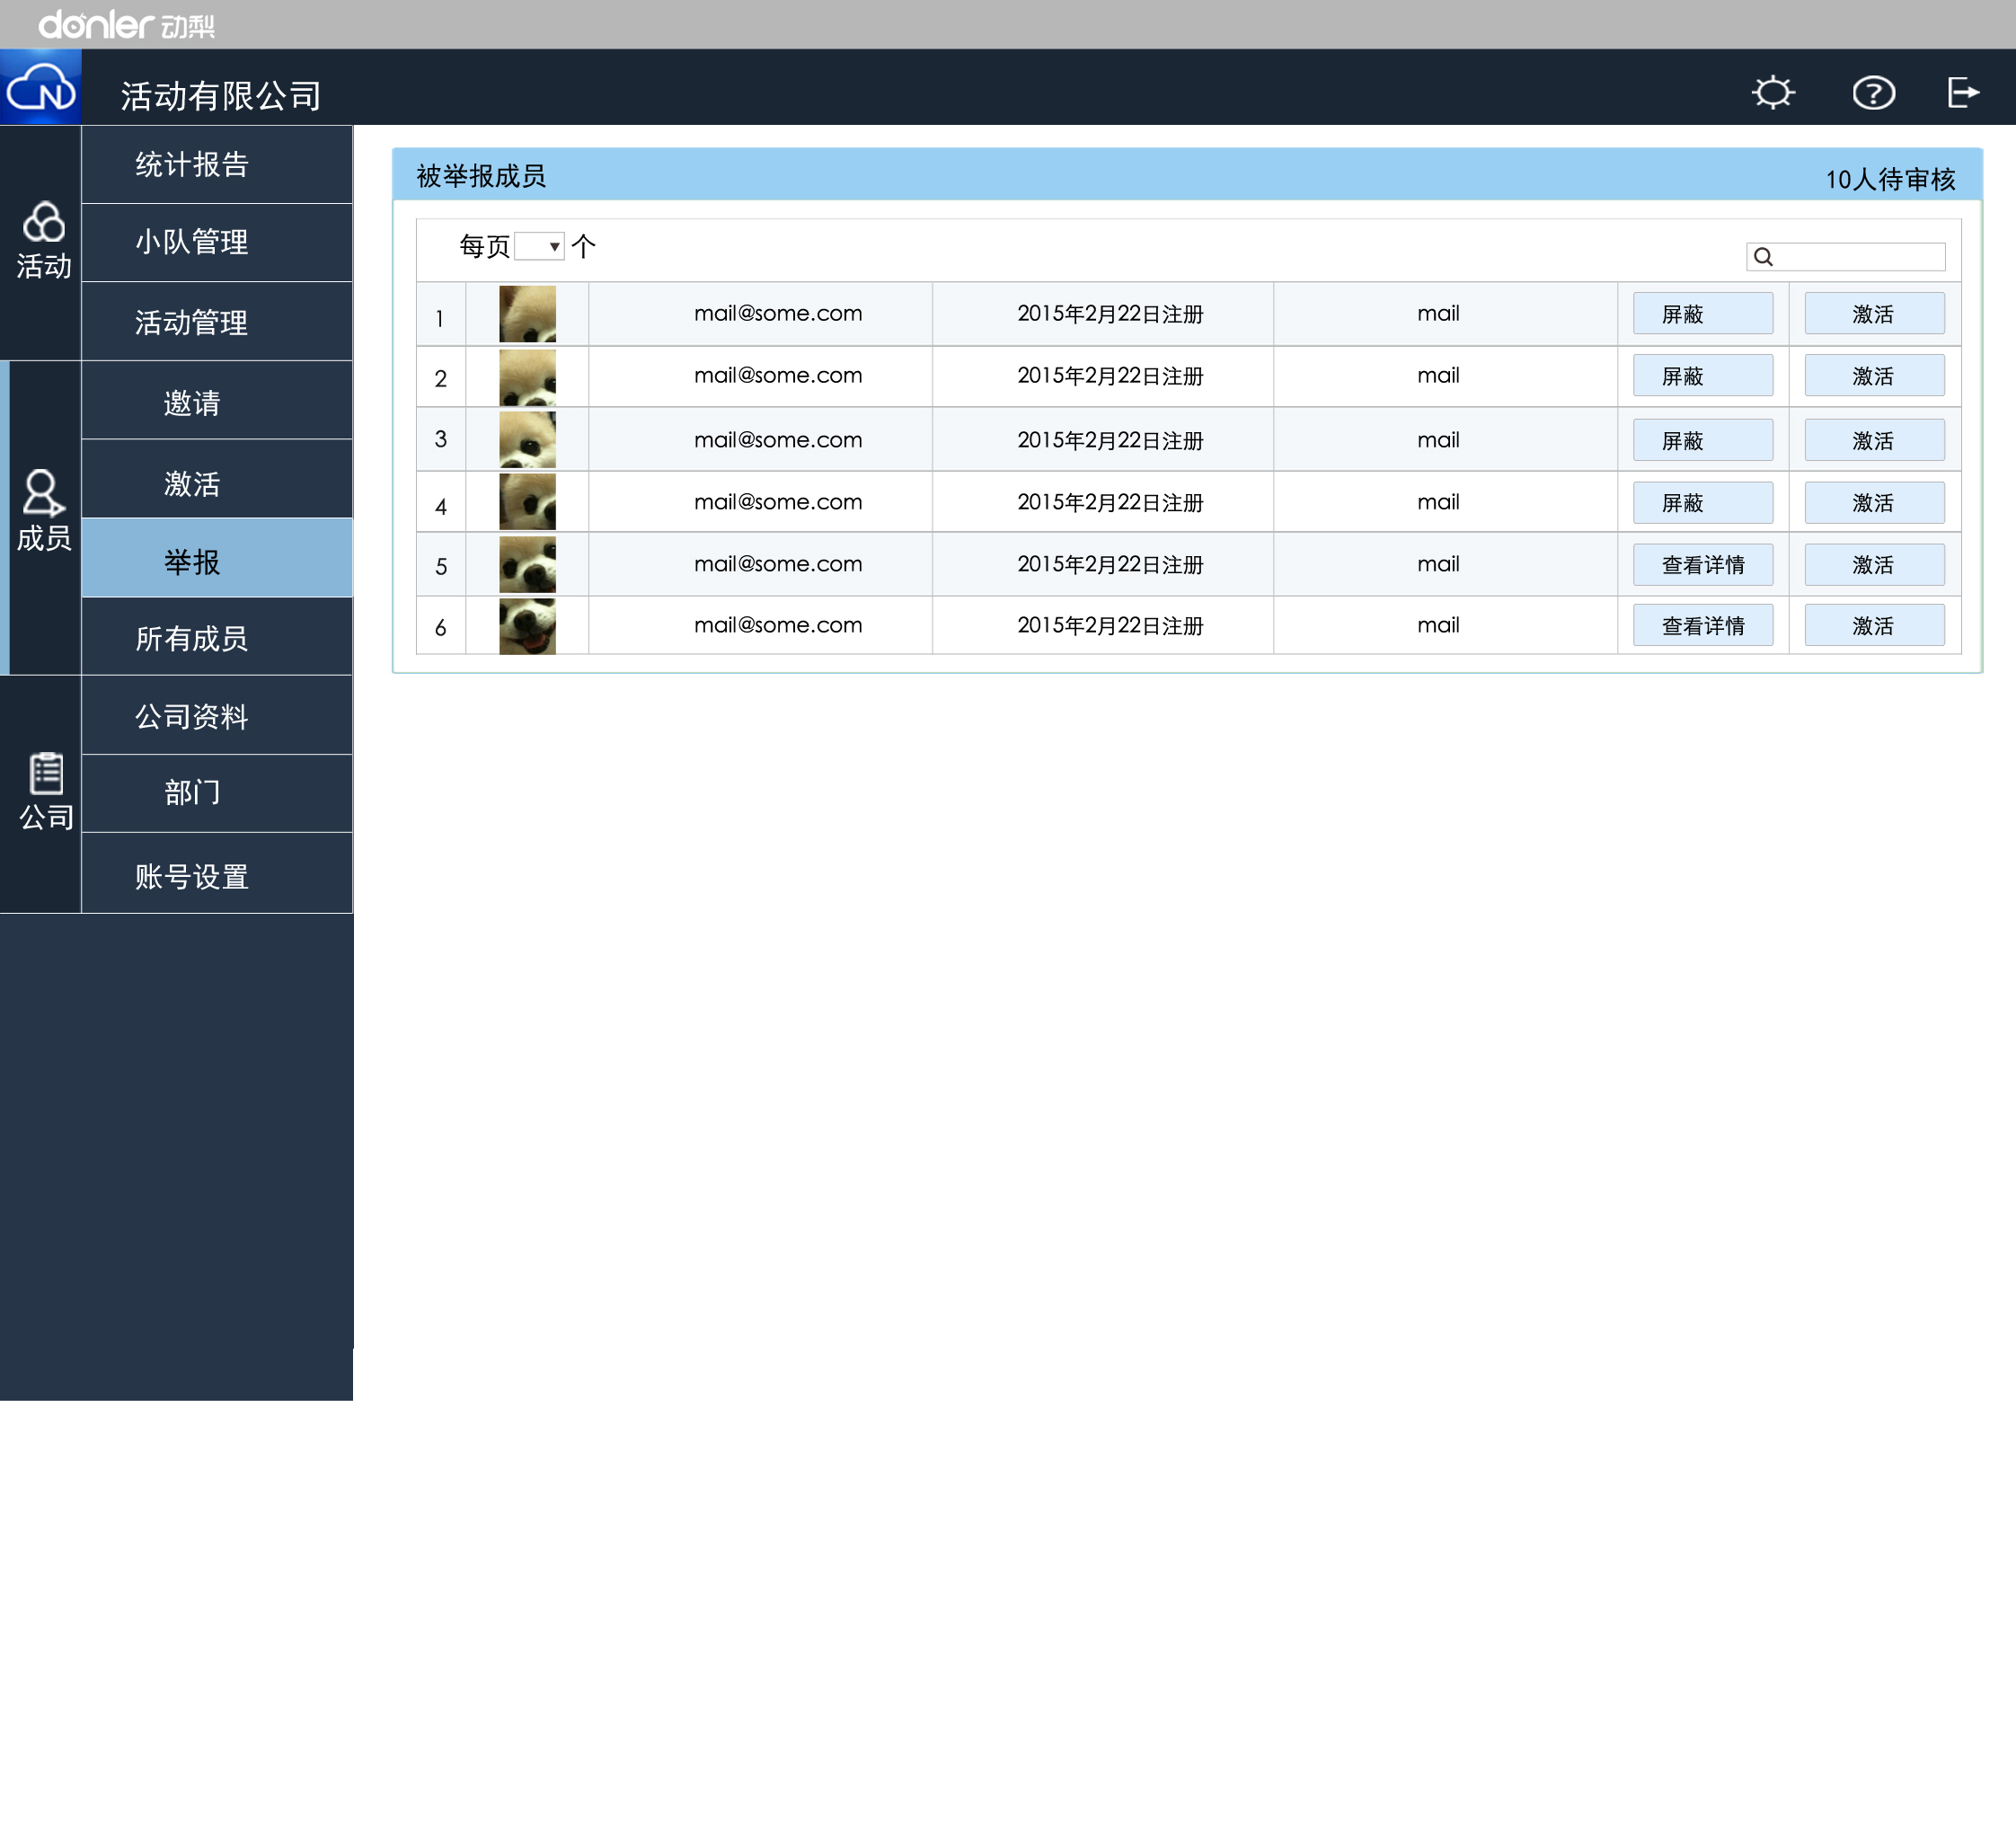 donler 动梨
活动有限公司
活动
统计报告
小队管理
活动管理
成员
邀请
激活
举报
所有成员
公司
公司资料
部门
账号设置
被举报成员 10人待审核
每页 个
1 mail@some.com 2015年2月22日注册 mail 屏蔽 激活
2 mail@some.com 2015年2月22日注册 mail 屏蔽 激活
3 mail@some.com 2015年2月22日注册 mail 屏蔽 激活
4 mail@some.com 2015年2月22日注册 mail 屏蔽 激活
5 mail@some.com 2015年2月22日注册 mail 查看详情 激活
6 mail@some.com 2015年2月22日注册 mail 查看详情 激活